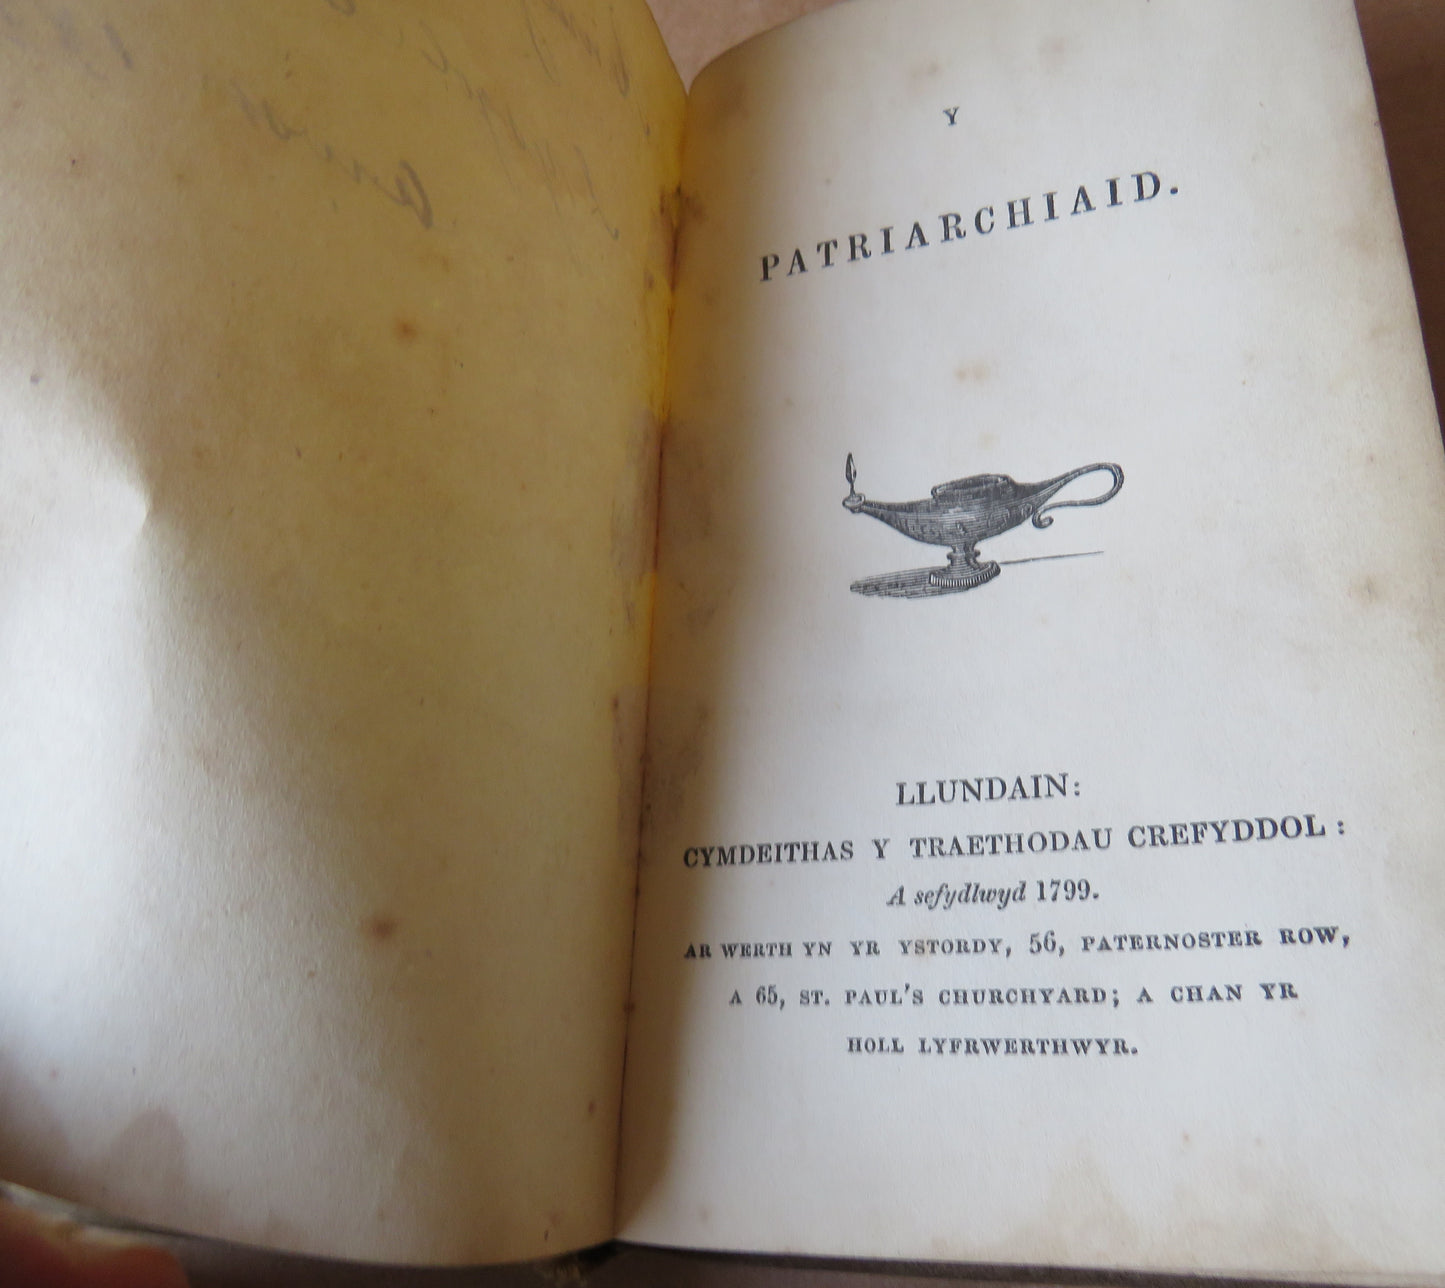 Y
PATRIARCHIAID.
LLUNDAIN:
CYMDEITHAS Y TRAETHODAU CREFYDDOL:
A sefydlwyd 1799.
AR WERTH YN YR YSTORDY, 56, PATERNOSTER ROW,
A 65, ST. PAUL'S CHURCHYARD; A CHAN YR
HOLL LYFRWERTHWYR.